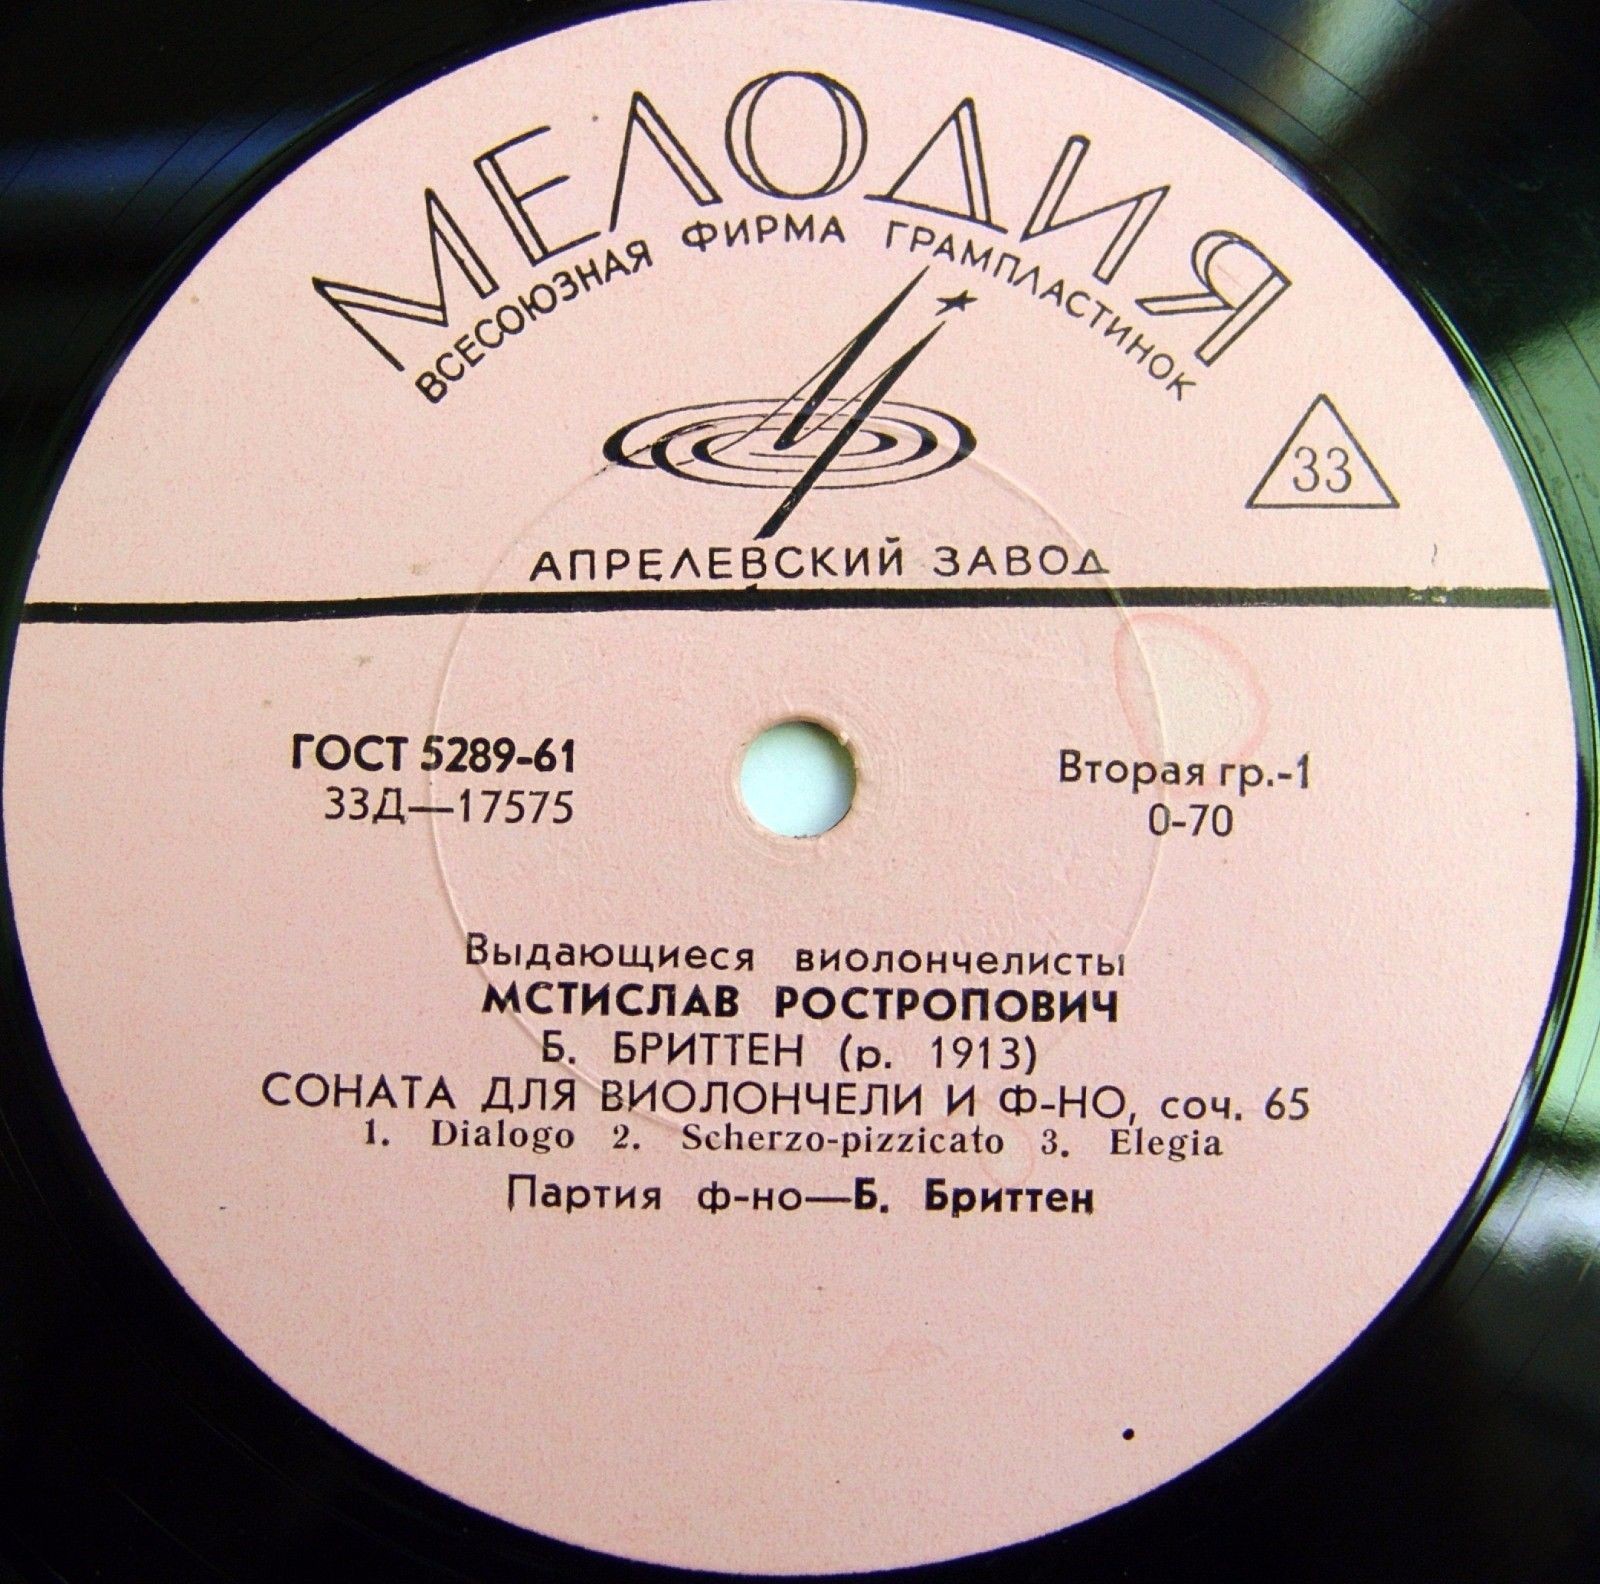 МЕЛОДИЯ
ВСЕСОЮЗНАЯ ФИРМА ГРАМПЛАСТИНОК
33
АПРЕЛЕВСКИЙ ЗАВОД
ГОСТ 5289-61
33Д—17575
Вторая гр.-1
0-70
Выдающиеся виолончелисты
МСТИСЛАВ РОСТРОПОВИЧ
Б. БРИТТЕН (р. 1913)
СОНАТА ДЛЯ ВИОЛОНЧЕЛИ И Ф-НО, соч. 65
1. Dialogo 2. Scherzo-pizzicato 3. Elegia
Партия ф-но—Б. Бриттен